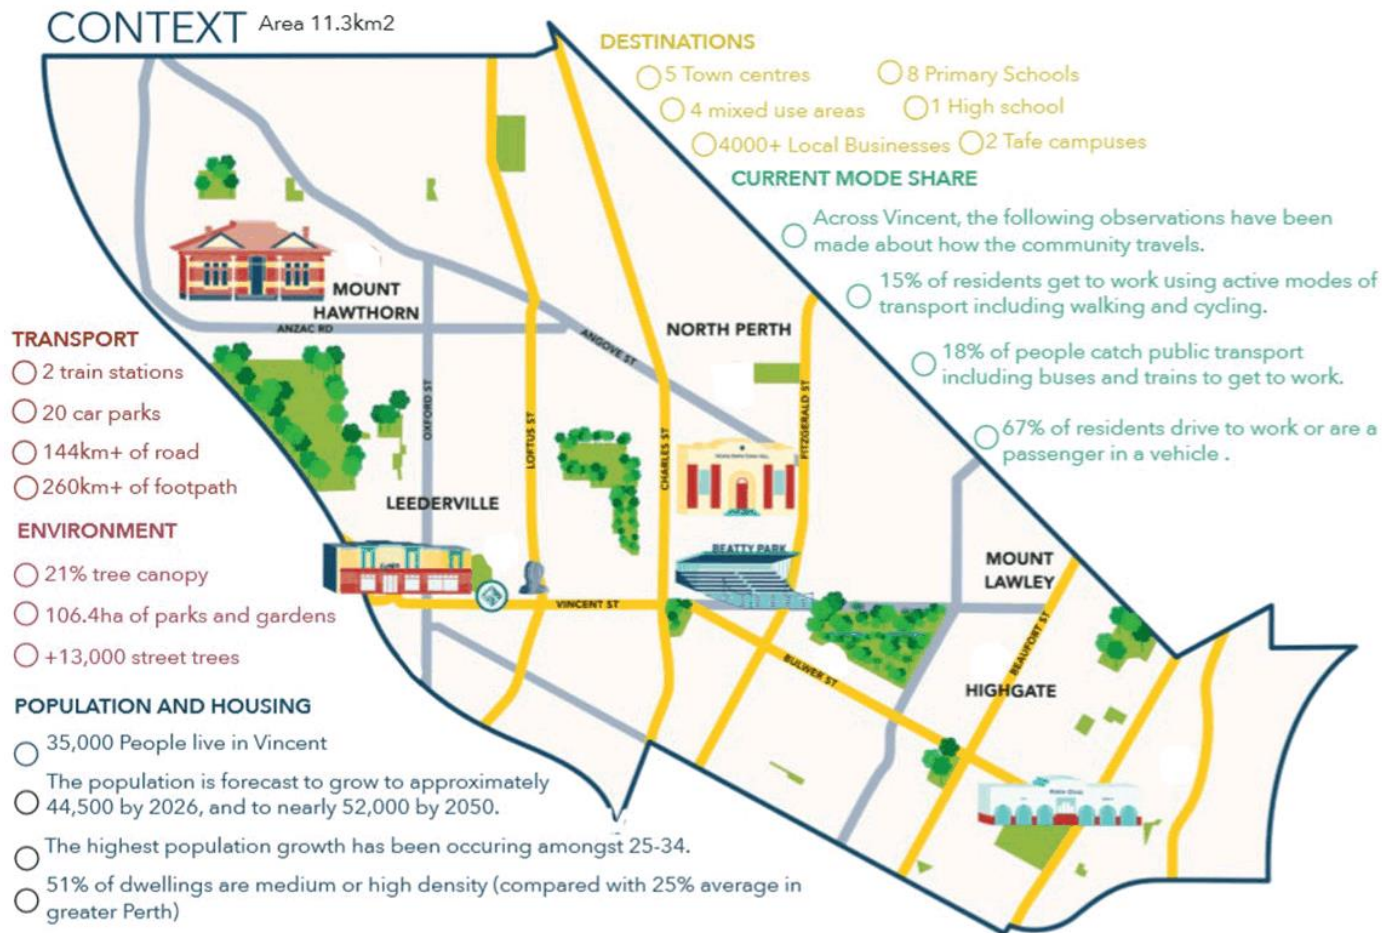 CONTEXT Area 11.3km2
DESTINATIONS
5 Town centres
8 Primary Schools
4 mixed use areas
1 High school
4000+ Local Businesses
2 Tafe campuses
CURRENT MODE SHARE
Across Vincent, the following observations have been
made about how the community travels.
15% of residents get to work using active modes of
transport including walking and cycling.
18% of people catch public transport
including buses and trains to get to work.
67% of residents drive to work or are a
passenger in a vehicle .
MOUNT
HAWTHORN
ANZAC RD
ANGOVE ST
NORTH PERTH
OXFORD ST
LOFTUS ST
CHARLES ST
FITZGERALD ST
LEEDERVILLE
BEATTY PARK
VINCENT ST
BULWER ST
MOUNT
LAWLEY
BEAUFORT ST
HIGHGATE
TRANSPORT
2 train stations
20 car parks
144km+ of road
260km+ of footpath
ENVIRONMENT
21% tree canopy
106.4ha of parks and gardens
+13,000 street trees
POPULATION AND HOUSING
35,000 People live in Vincent
The population is forecast to grow to approximately
44,500 by 2026, and to nearly 52,000 by 2050.
The highest population growth has been occuring amongst 25-34.
51% of dwellings are medium or high density (compared with 25% average in
greater Perth)